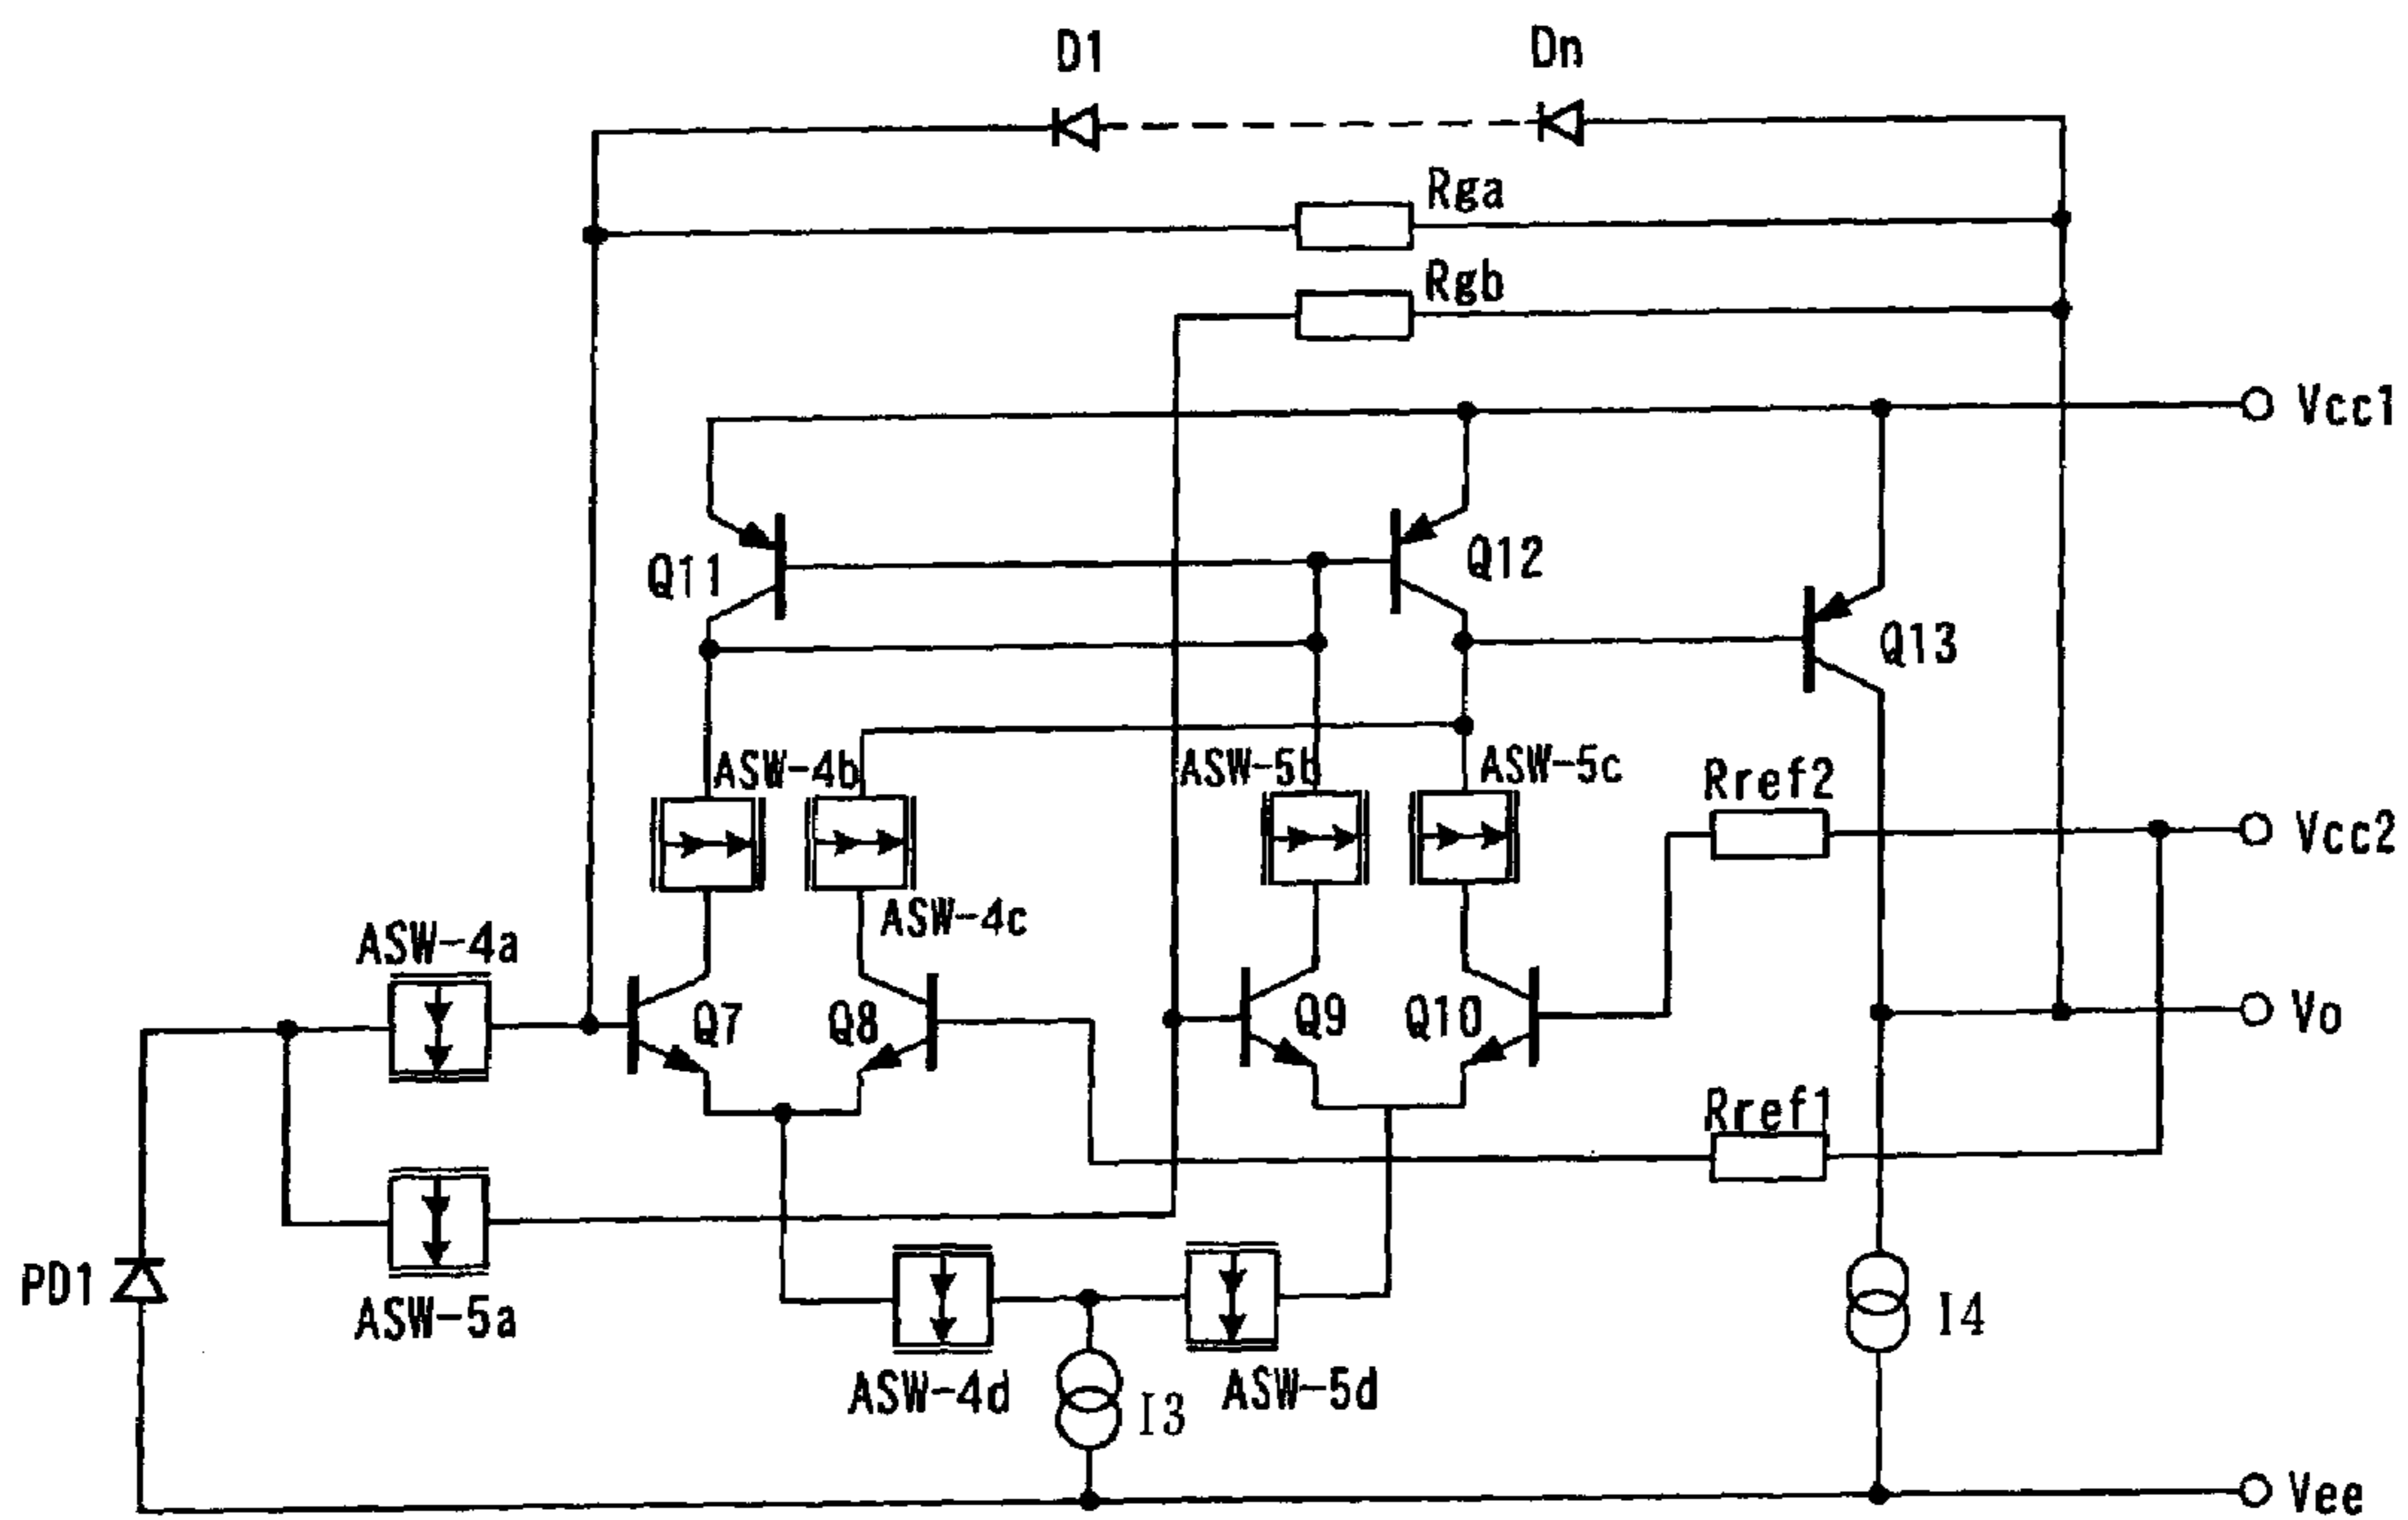 D1
Dn
Rga
Rgb
Vcc1
Q11
Q12
Q13
ASW-4b
ASW-5b
ASW-5c
Rref2
Vcc2
ASW-4c
ASW-4a
Q7
Q8
Q9
Q10
Vo
Rref1
PD1
ASW-5a
I4
ASW-4d
I3
ASW-5d
Vee